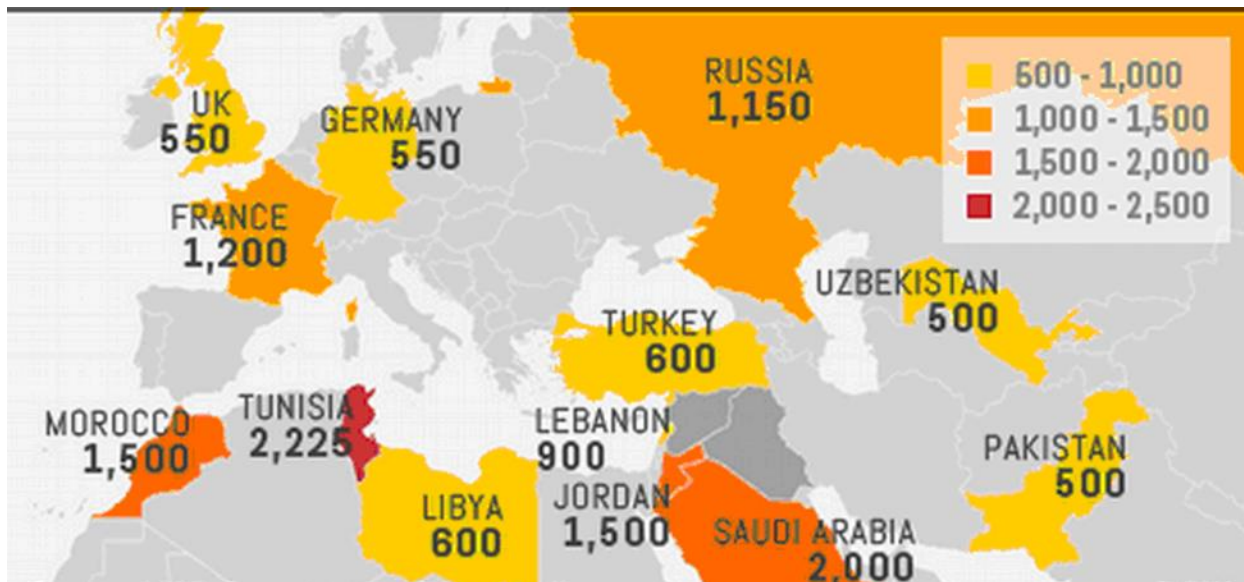 RUSSIA
1,150
500 - 1,000
1,000 - 1,500
1,500 - 2,000
2,000 - 2,500
UK
550
GERMANY
550
FRANCE
1,200
UZBEKISTAN
500
TURKEY
600
MOROCCO
1,500
TUNISIA
2,225
LEBANON
900
PAKISTAN
500
LIBYA
600
JORDAN
1,500
SAUDI ARABIA
2,000